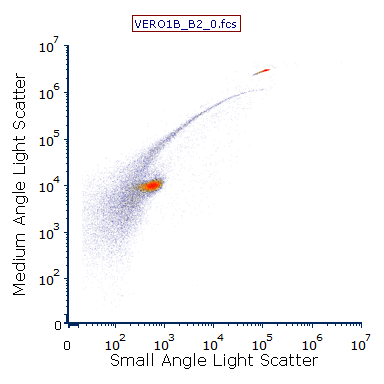 VERO1B_B2_0.fcs
Medium Angle Light Scatter
10^7
10^6
10^5
10^4
10^3
10^2
0
0 10^2 10^3 10^4 10^5 10^6 10^7
Small Angle Light Scatter